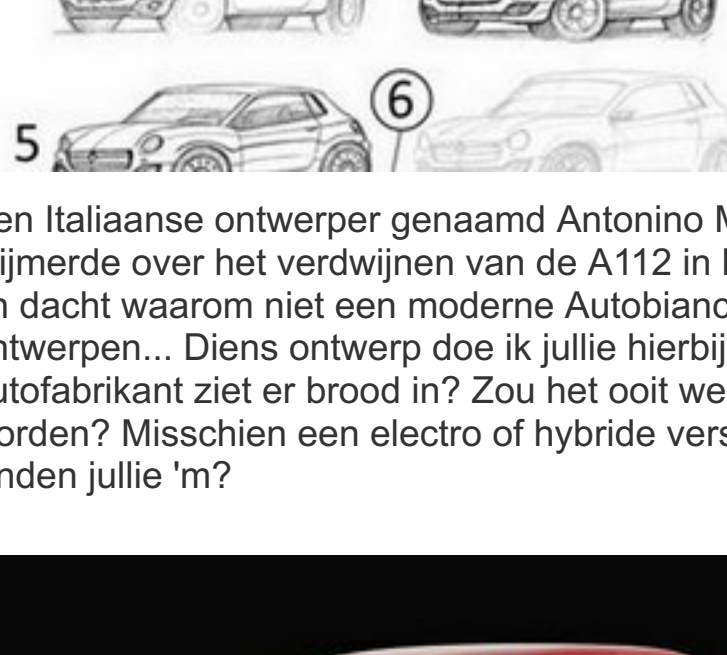 5
6
en Italiaanse ontwerper genaamd Antonino M
ijmerde over het verdwijnen van de A112 in
n dacht waarom niet een moderne Autobianc
ntwerpen... Diens ontwerp doe ik jullie hierbij
utofabrikant ziet er brood in? Zou het ooit we
orden? Misschien een electro of hybride vers
nden jullie 'm?